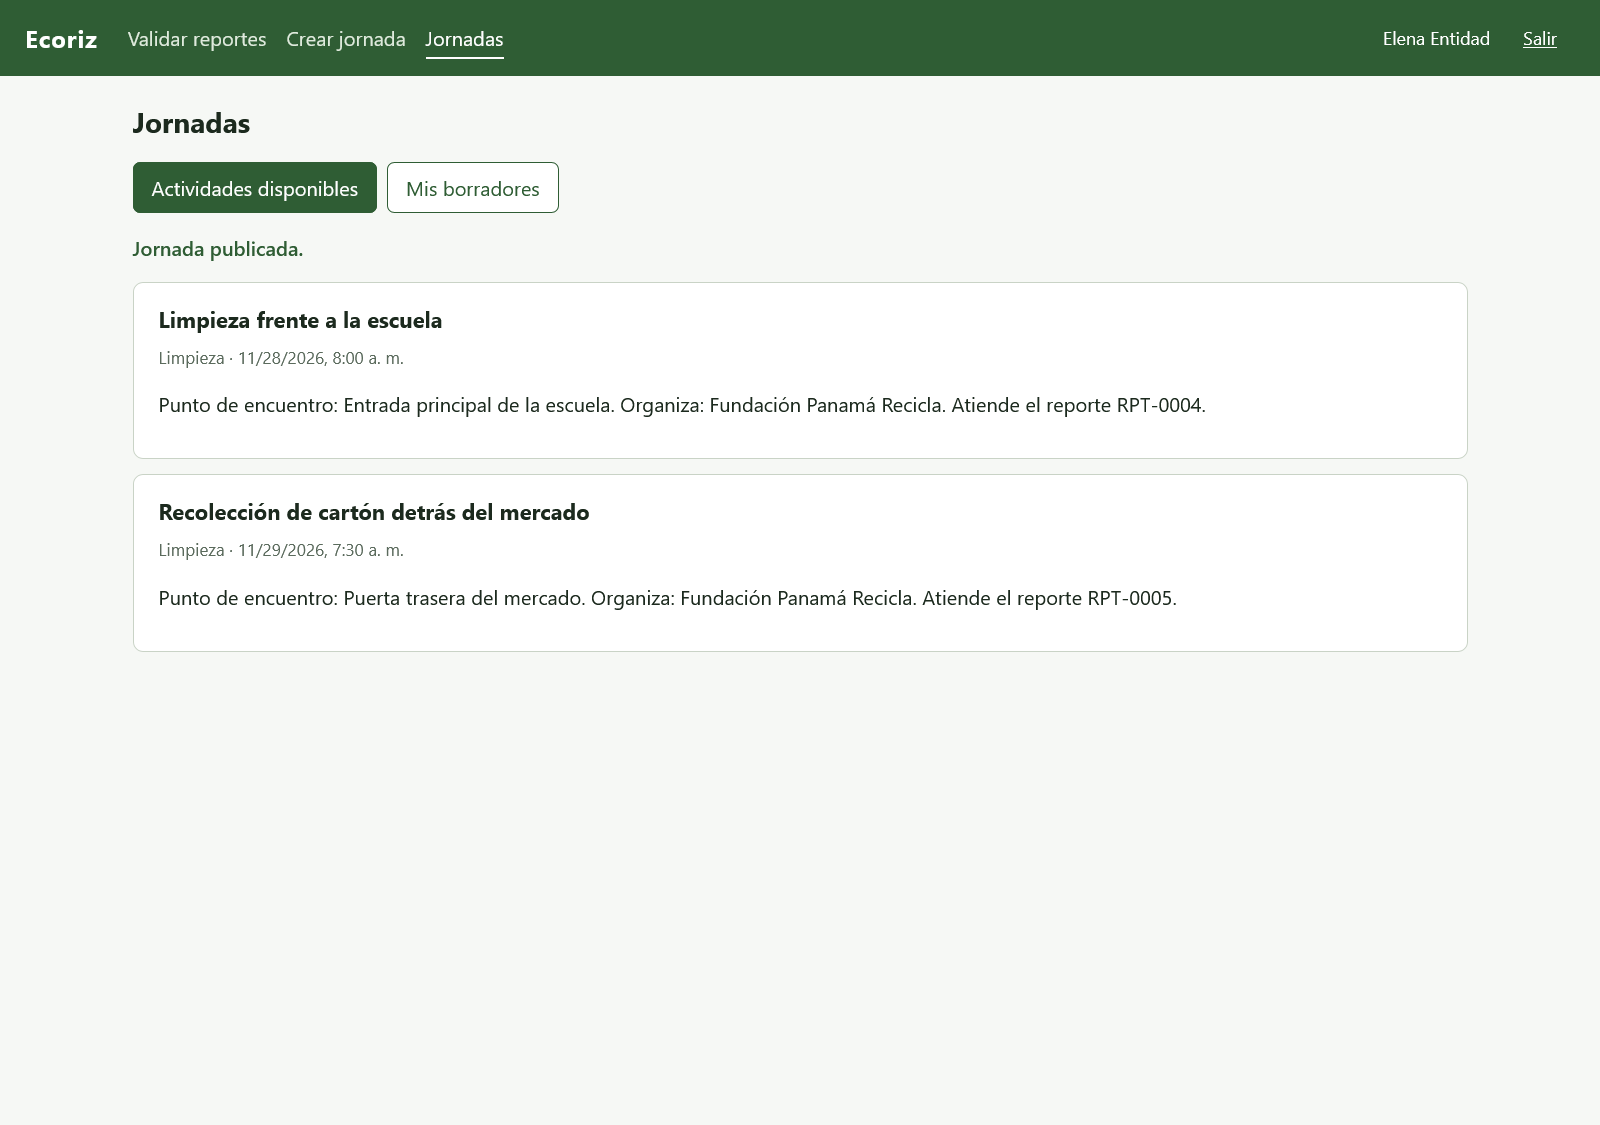 Ecoriz Validar reportes Crear jornada Jornadas Elena Entidad Salir
Jornadas
Actividades disponibles Mis borradores
Jornada publicada.
Limpieza frente a la escuela
Limpieza · 11/28/2026, 8:00 a. m.
Punto de encuentro: Entrada principal de la escuela. Organiza: Fundación Panamá Recicla. Atiende el reporte RPT-0004.
Recolección de cartón detrás del mercado
Limpieza · 11/29/2026, 7:30 a. m.
Punto de encuentro: Puerta trasera del mercado. Organiza: Fundación Panamá Recicla. Atiende el reporte RPT-0005.